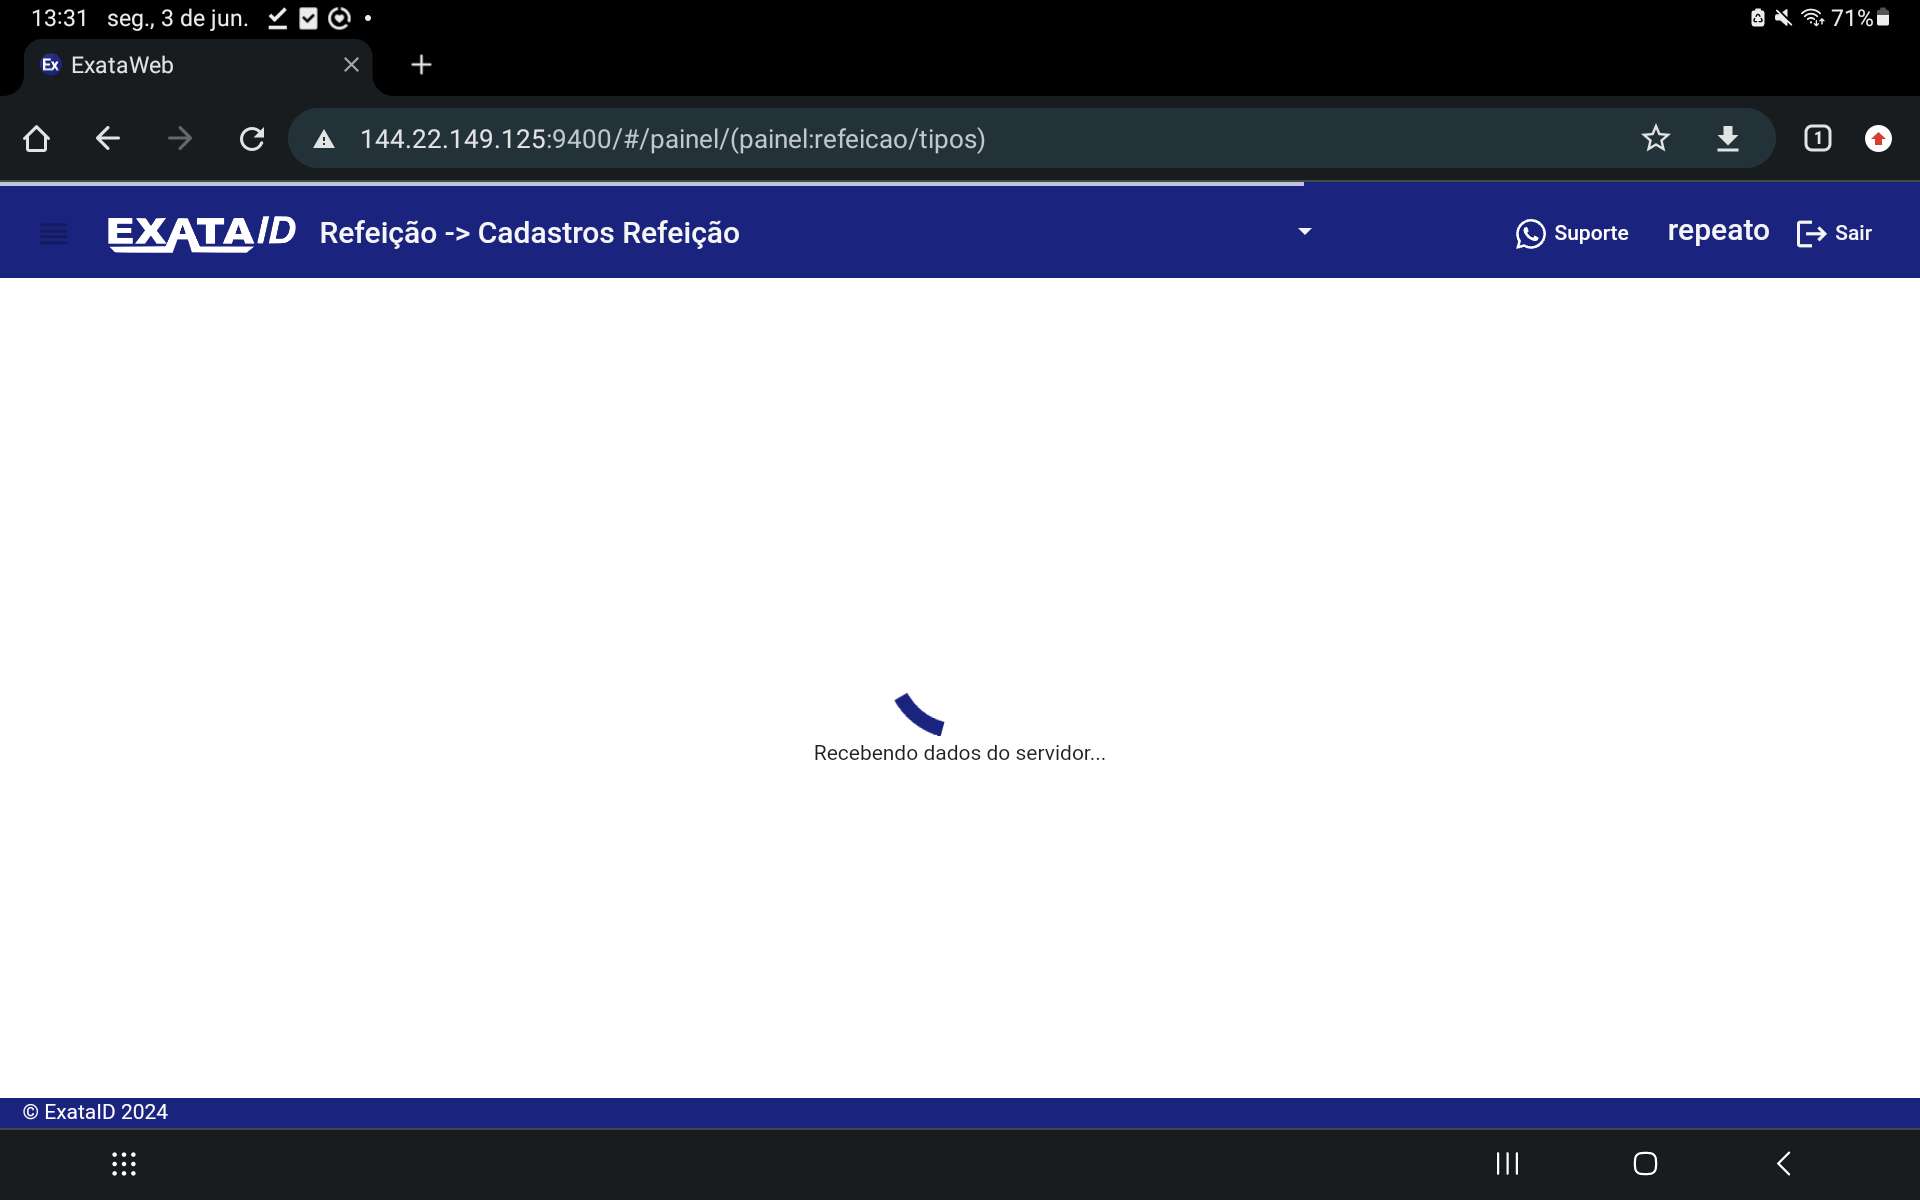 13:31 seg., 3 de jun. 71%
Ex ExataWeb
144.22.149.125:9400/#/painel/(painel:refeicao/tipos) 1
EXATAID Refeição -> Cadastros Refeição Suporte repeato Sair
Recebendo dados do servidor...
© ExataID 2024